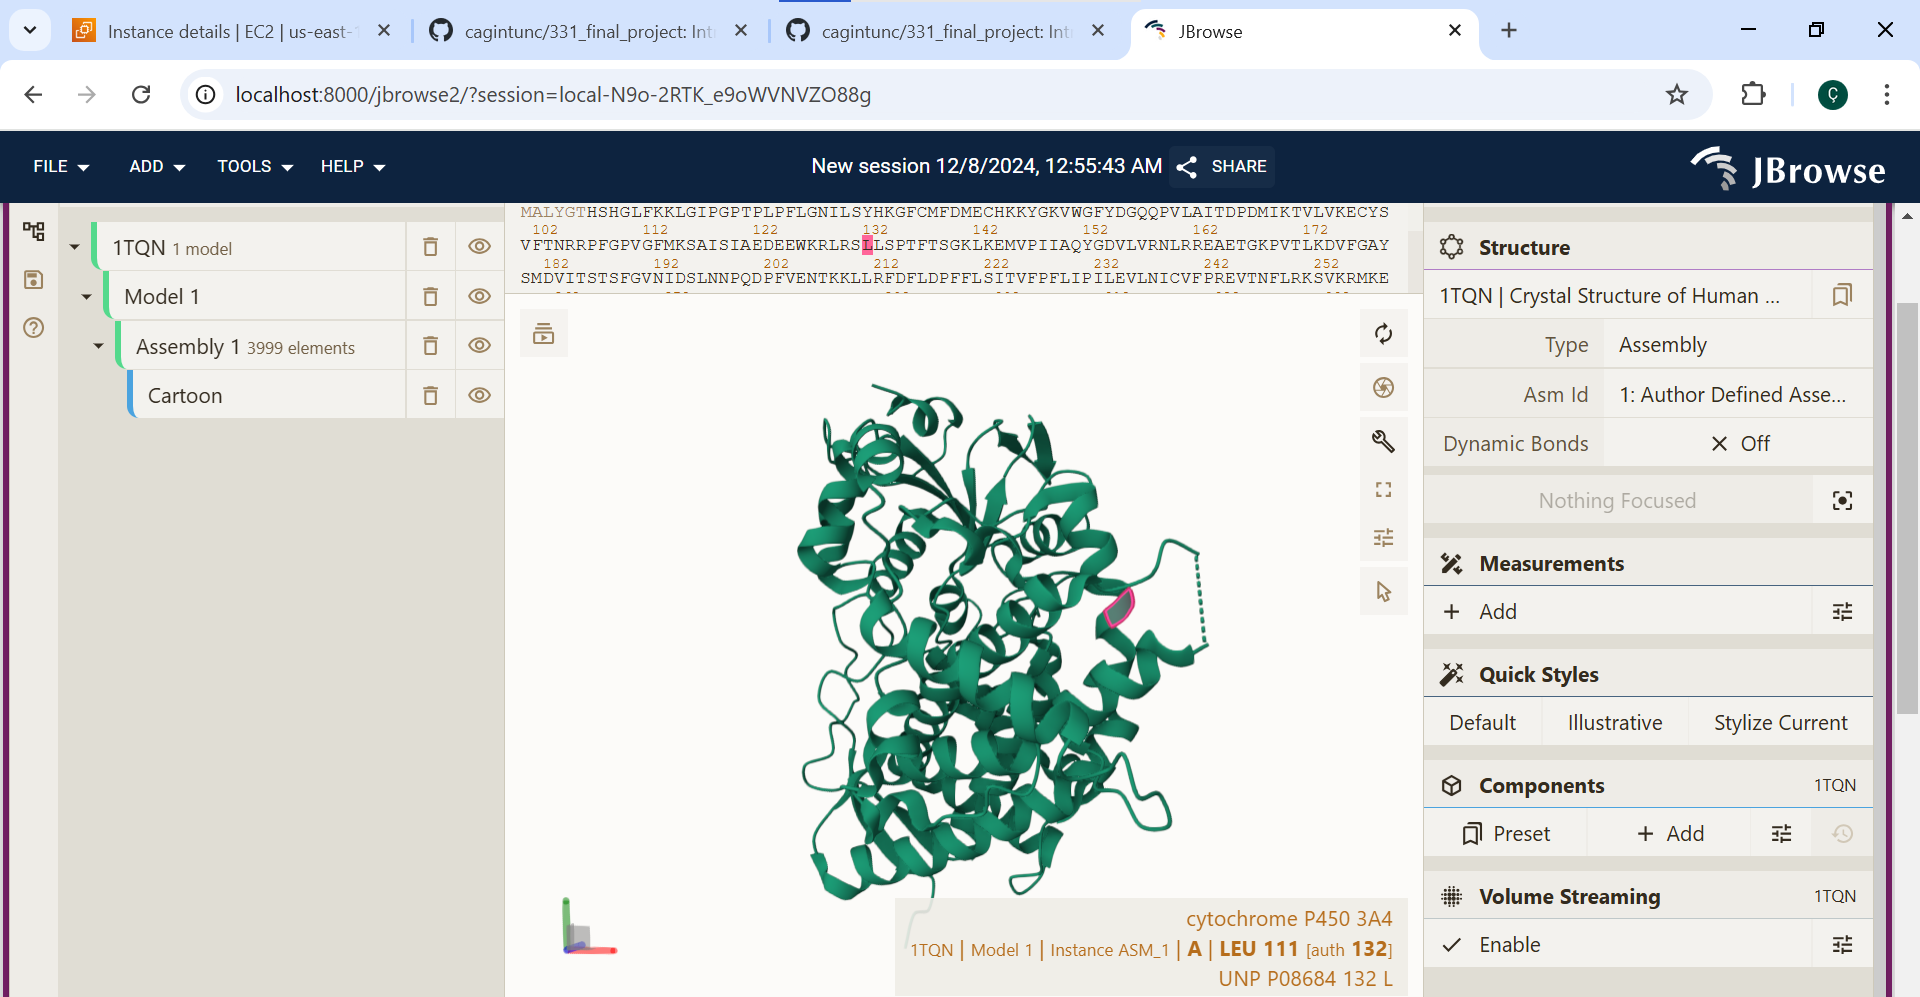 Instance details | EC2 | us-east-1
cagintunc/331_final_project: Int
cagintunc/331_final_project: Int
JBrowse
localhost:8000/jbrowse2/?session=local-N9o-2RTK_e9oWVNVZO88g
Ç
FILE ADD TOOLS HELP
New session 12/8/2024, 12:55:43 AM
SHARE
JBrowse
1TQN 1 model
Model 1
Assembly 1 3999 elements
Cartoon
MALYGTHSHGLFKKLGIPGPTPLPFLGNILSYHKGFCMFDMECHKKYGKVWGFYDGQQPVLAITDPDMIKTVLVKECYS
102 112 122 132 142 152 162 172
VFTNRRPFGPVGFMKSAISIAEDEEWKRLRSLLSPTFTSGKLKEMVPIIAQYGDVLVRNLRREAETGKPVTLKDVFGAY
182 192 202 212 222 232 242 252
SMDVITSTSFGVNIDSLNNPQDPFVENTKKLLRFDFLDPFFLSITVFPFLIPILEVLNICVFPREVTNFLRKSVKRMKE
cytochrome P450 3A4
1TQN | Model 1 | Instance ASM_1 | A | LEU 111 [auth 132]
UNP P08684 132 L
Structure
1TQN | Crystal Structure of Human ...
Type Assembly
Asm Id 1: Author Defined Asse...
Dynamic Bonds Off
Nothing Focused
Measurements
Add
Quick Styles
Default Illustrative Stylize Current
Components 1TQN
Preset Add
Volume Streaming 1TQN
Enable